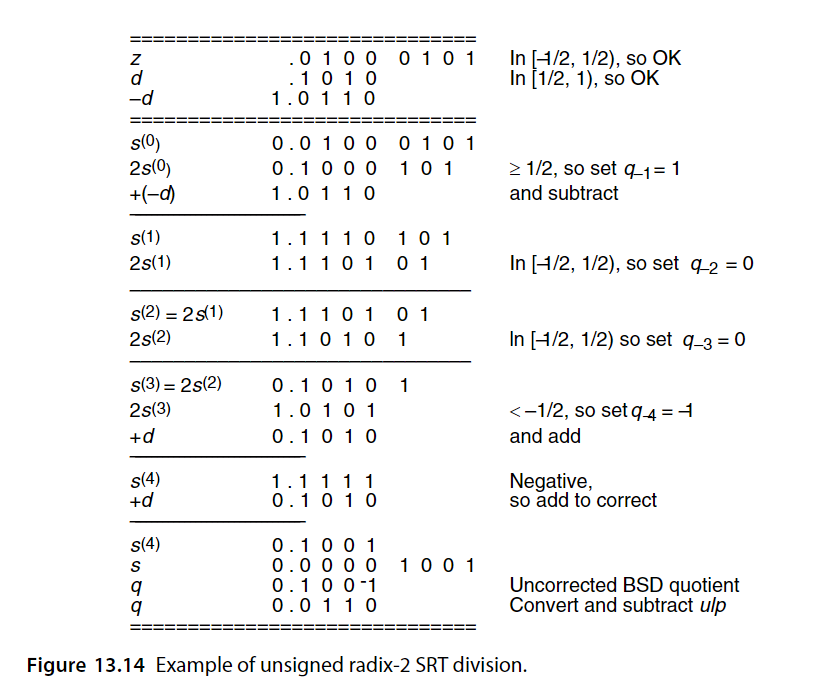 z .0 1 0 0 0 1 0 1 In [–1/2, 1/2), so OK
d .1 0 1 0 In [1/2, 1), so OK
–d 1.0 1 1 0
s(0) 0.0 1 0 0 0 1 0 1
2s(0) 0.1 0 0 0 1 0 1 ≥ 1/2, so set q–1 = 1
+(–d) 1.0 1 1 0 and subtract
s(1) 1.1 1 1 0 1 0 1
2s(1) 1.1 1 0 1 0 1 In [–1/2, 1/2), so set q–2 = 0
s(2) = 2s(1) 1.1 1 0 1 0 1
2s(2) 1.1 0 1 0 1 In [–1/2, 1/2) so set q–3 = 0
s(3) = 2s(2) 0.1 0 1 0 1
2s(3) 1.0 1 0 1 < –1/2, so set q–4 = –1
+d 0.1 0 1 0 and add
s(4) 1.1 1 1 1 Negative,
+d 0.1 0 1 0 so add to correct
s(4) 0.1 0 0 1
s 0.0 0 0 0 1 0 0 1
q 0.1 0 0 -1 Uncorrected BSD quotient
q 0.0 1 1 0 Convert and subtract ulp
Figure 13.14 Example of unsigned radix-2 SRT division.